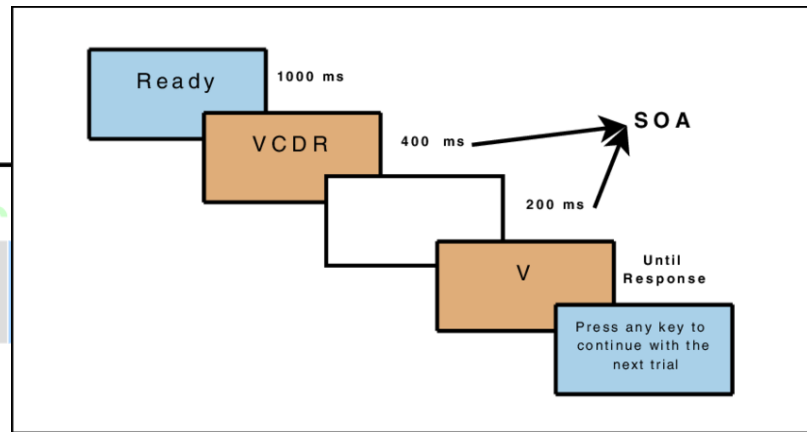 Ready
1000 ms
VCDR
400 ms
SOA
200 ms
V
Until
Response
Press any key to
continue with the
next trial